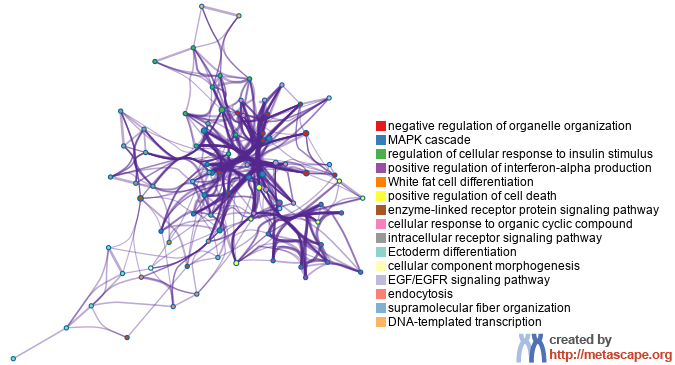 negative regulation of organelle organization
MAPK cascade
regulation of cellular response to insulin stimulus
positive regulation of interferon-alpha production
White fat cell differentiation
positive regulation of cell death
enzyme-linked receptor protein signaling pathway
cellular response to organic cyclic compound
intracellular receptor signaling pathway
Ectoderm differentiation
cellular component morphogenesis
EGF/EGFR signaling pathway
endocytosis
supramolecular fiber organization
DNA-templated transcription
created by
http://metascape.org